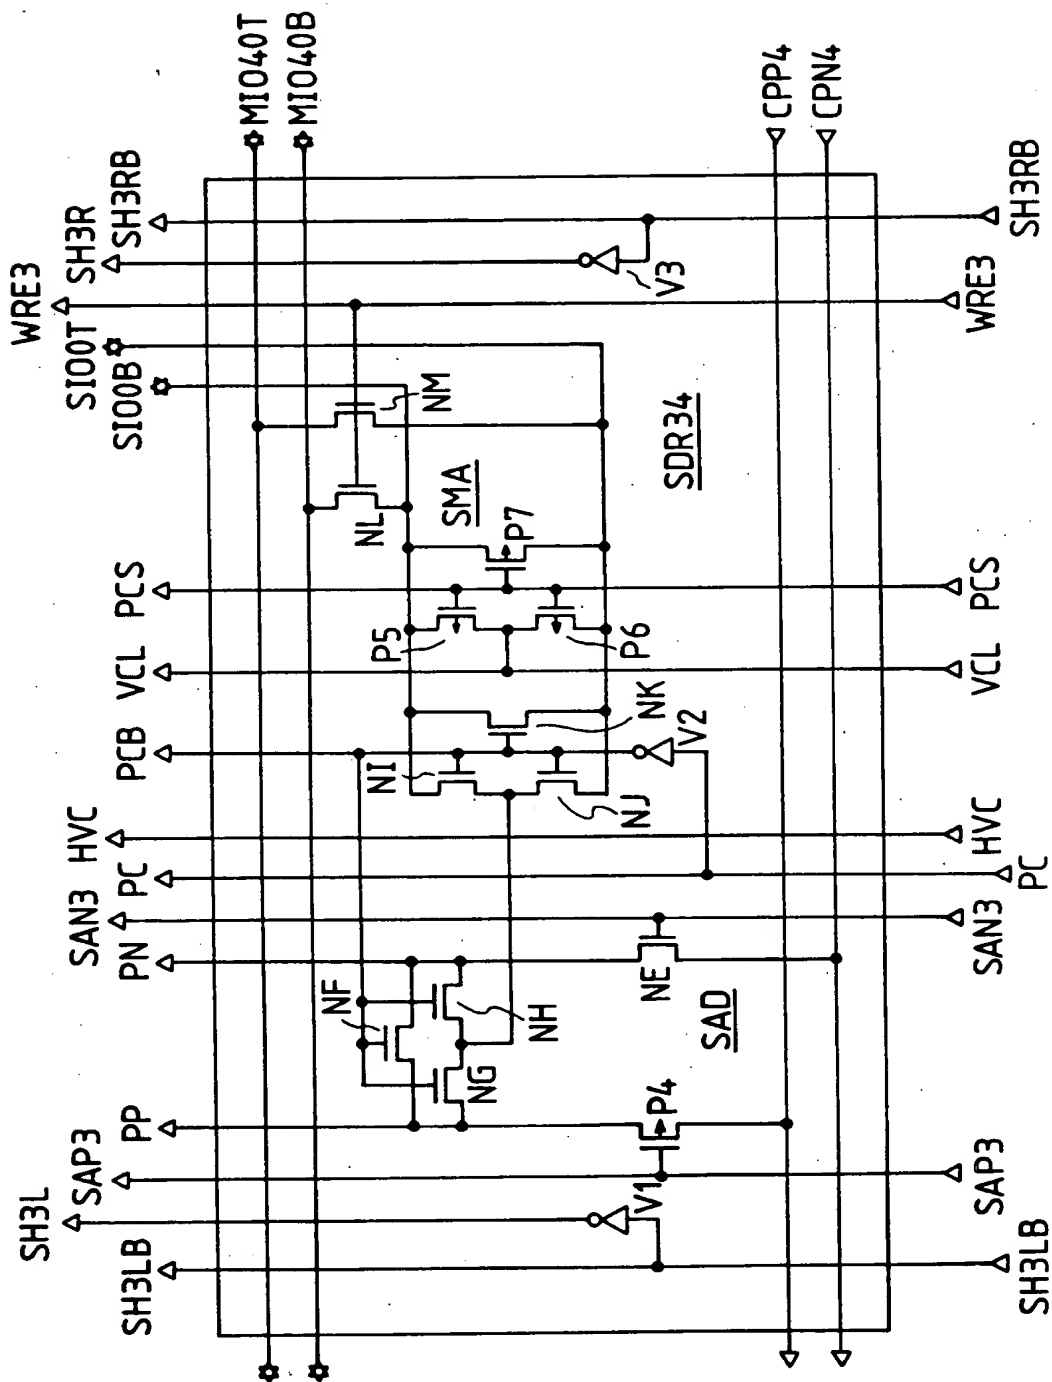 SH3LB
SH3L
SAP3
PP
PN
SAN3
PC
HVC
PCB
VCL
PCS
SIO0B
SIO0T
WRE3
SH3R
SH3RB
MIO40T
MIO40B
NF
NG
NH
NI
NJ
NK
P5
P6
P7
NL
NM
SMA
V1
P4
NE
SAD
V2
SDR34
V3
CPP4
CPN4
SH3LB
SAP3
SAN3
PC
HVC
VCL
PCS
WRE3
SH3RB